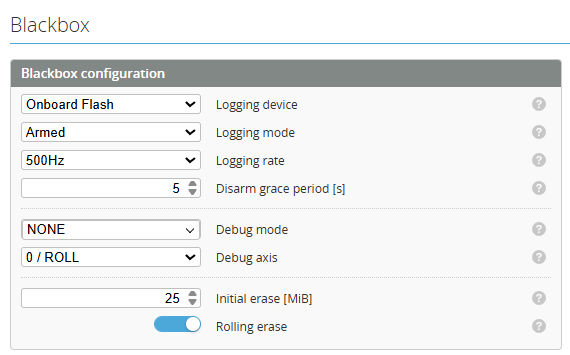 Blackbox
Blackbox configuration
Onboard Flash Logging device ?
Armed Logging mode ?
500Hz Logging rate ?
5 Disarm grace period [s] ?
NONE Debug mode ?
0 / ROLL Debug axis ?
25 Initial erase [MiB] ?
Rolling erase ?